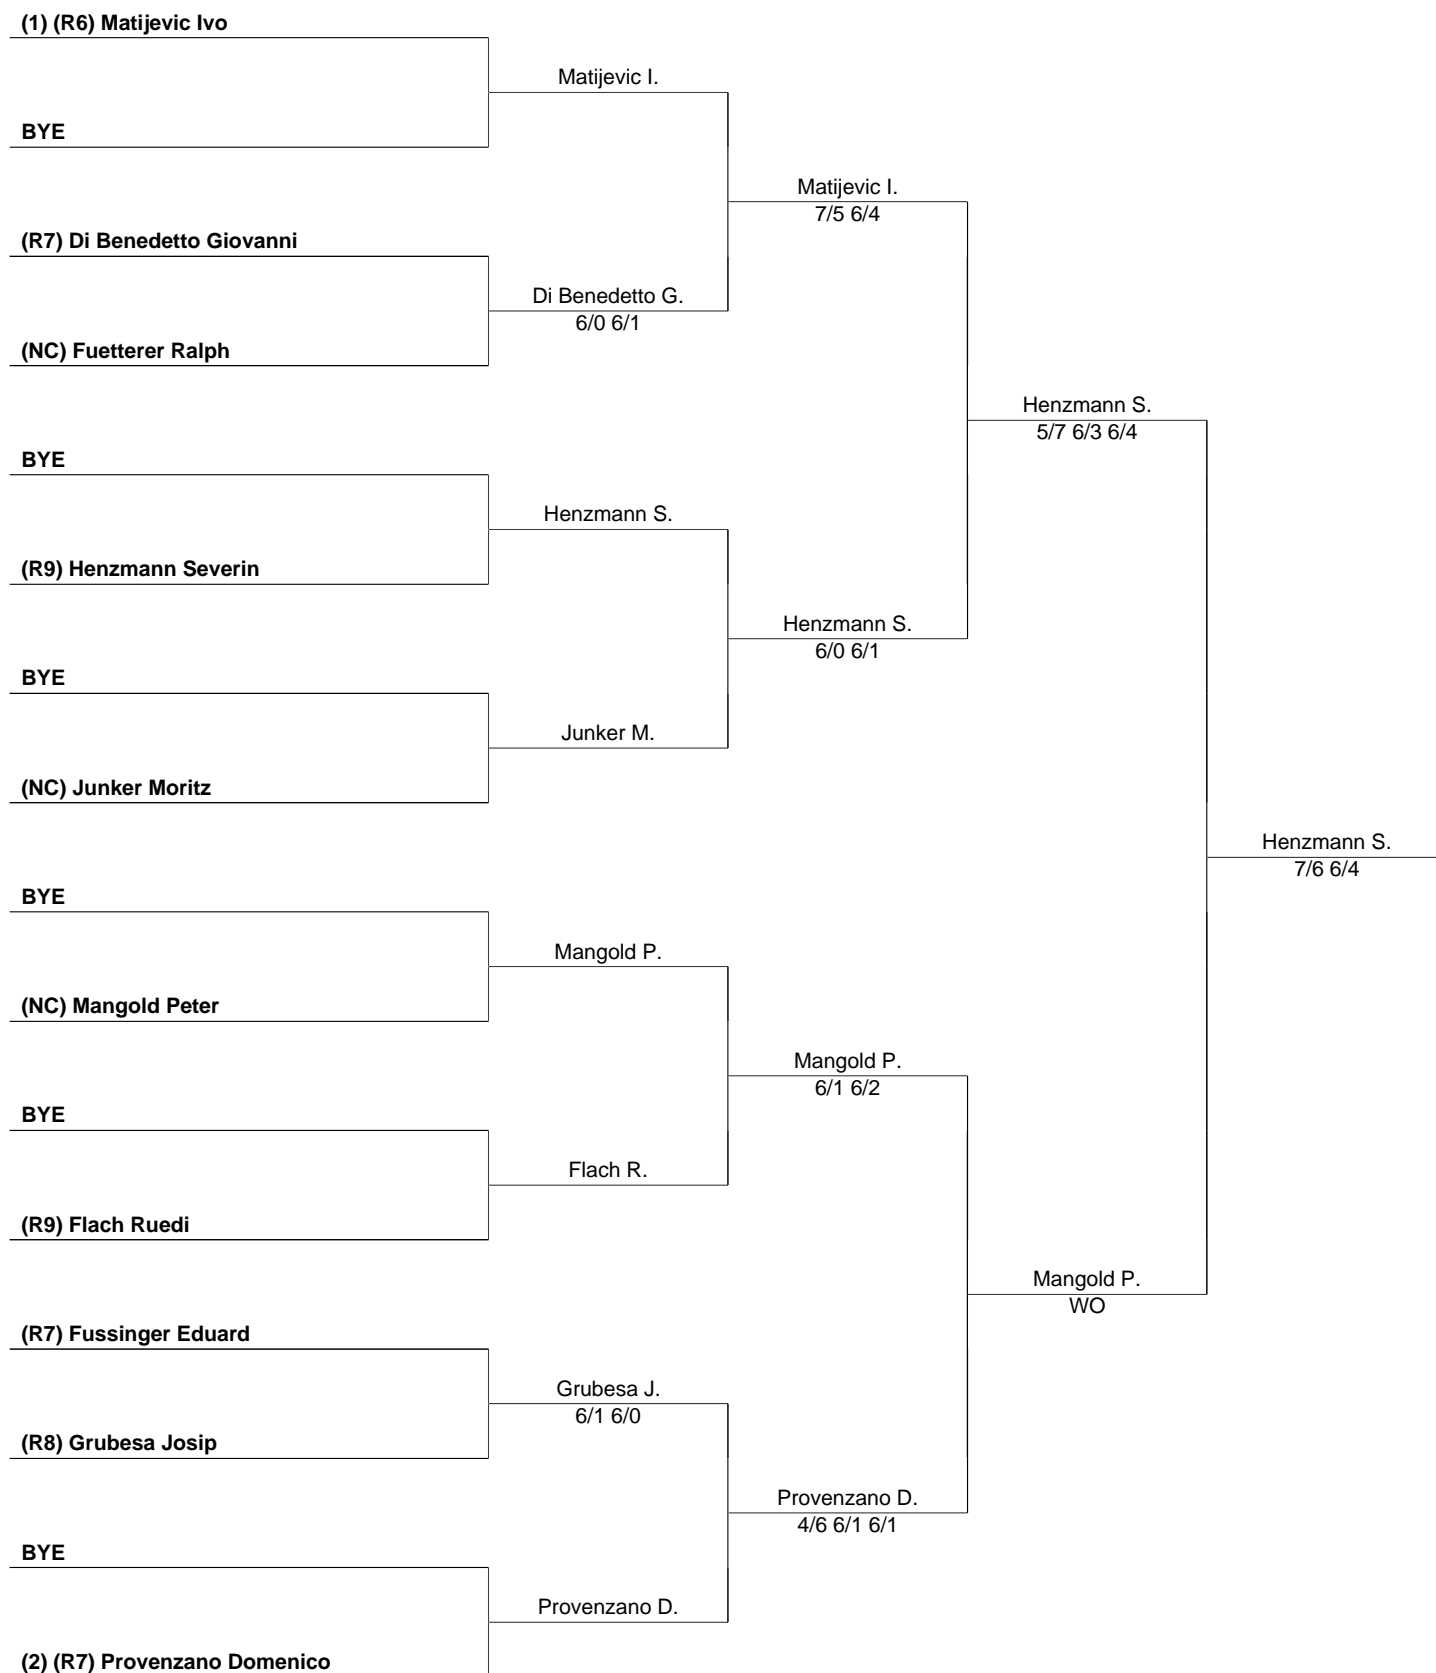 (1) (R6) Matijevic Ivo
Matijevic I.
BYE
Matijevic I.
7/5 6/4
(R7) Di Benedetto Giovanni
Di Benedetto G.
6/0 6/1
(NC) Fuetterer Ralph
Henzmann S.
5/7 6/3 6/4
BYE
Henzmann S.
(R9) Henzmann Severin
Henzmann S.
6/0 6/1
BYE
Junker M.
(NC) Junker Moritz
Henzmann S.
7/6 6/4
BYE
Mangold P.
(NC) Mangold Peter
Mangold P.
6/1 6/2
BYE
Flach R.
(R9) Flach Ruedi
Mangold P.
WO
(R7) Fussinger Eduard
Grubesa J.
6/1 6/0
(R8) Grubesa Josip
Provenzano D.
4/6 6/1 6/1
BYE
Provenzano D.
(2) (R7) Provenzano Domenico